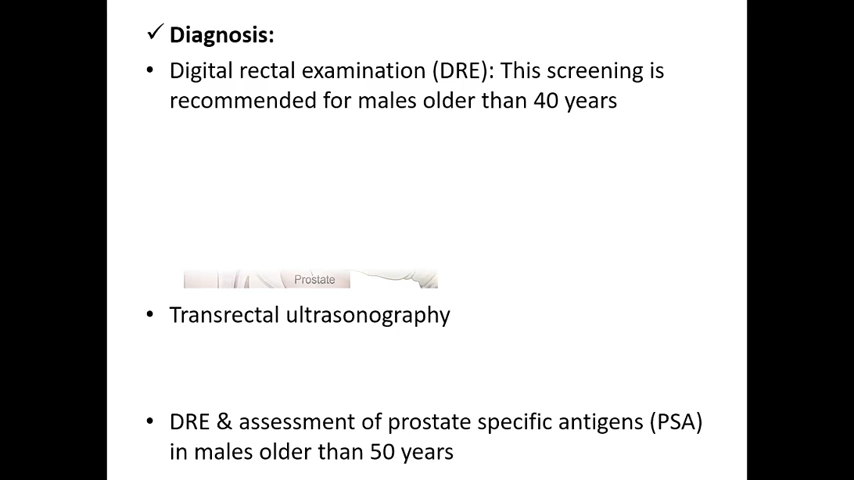 ✓ Diagnosis:
• Digital rectal examination (DRE): This screening is
recommended for males older than 40 years
Prostate
• Transrectal ultrasonography
• DRE & assessment of prostate specific antigens (PSA)
in males older than 50 years